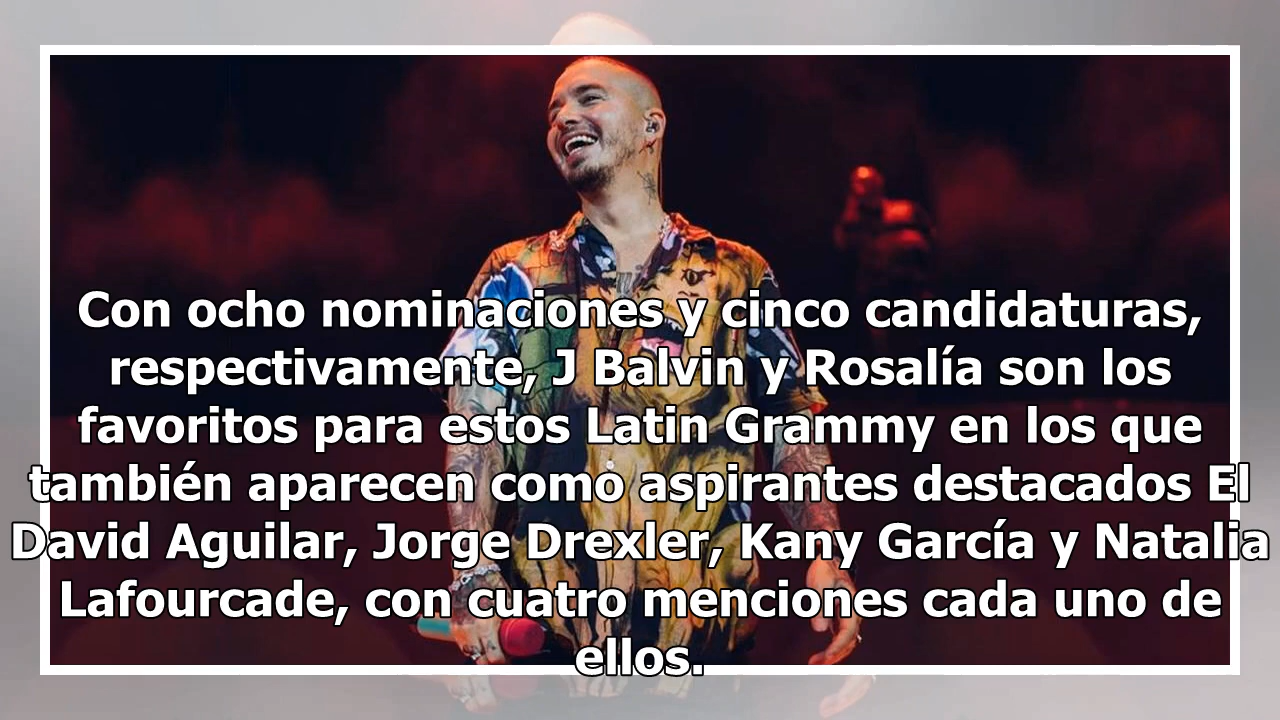 Con ocho nominaciones y cinco candidaturas,
respectivamente, J Balvin y Rosalía son los
favoritos para estos Latin Grammy en los que
también aparecen como aspirantes destacados El
David Aguilar, Jorge Drexler, Kany García y Natalia
Lafourcade, con cuatro menciones cada uno de
ellos.